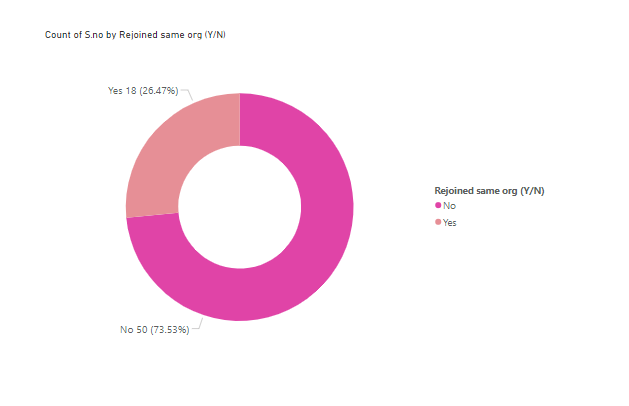 Count of S.no by Rejoined same org (Y/N)
Yes 18 (26.47%)
Rejoined same org (Y/N)
No
Yes
No 50 (73.53%)